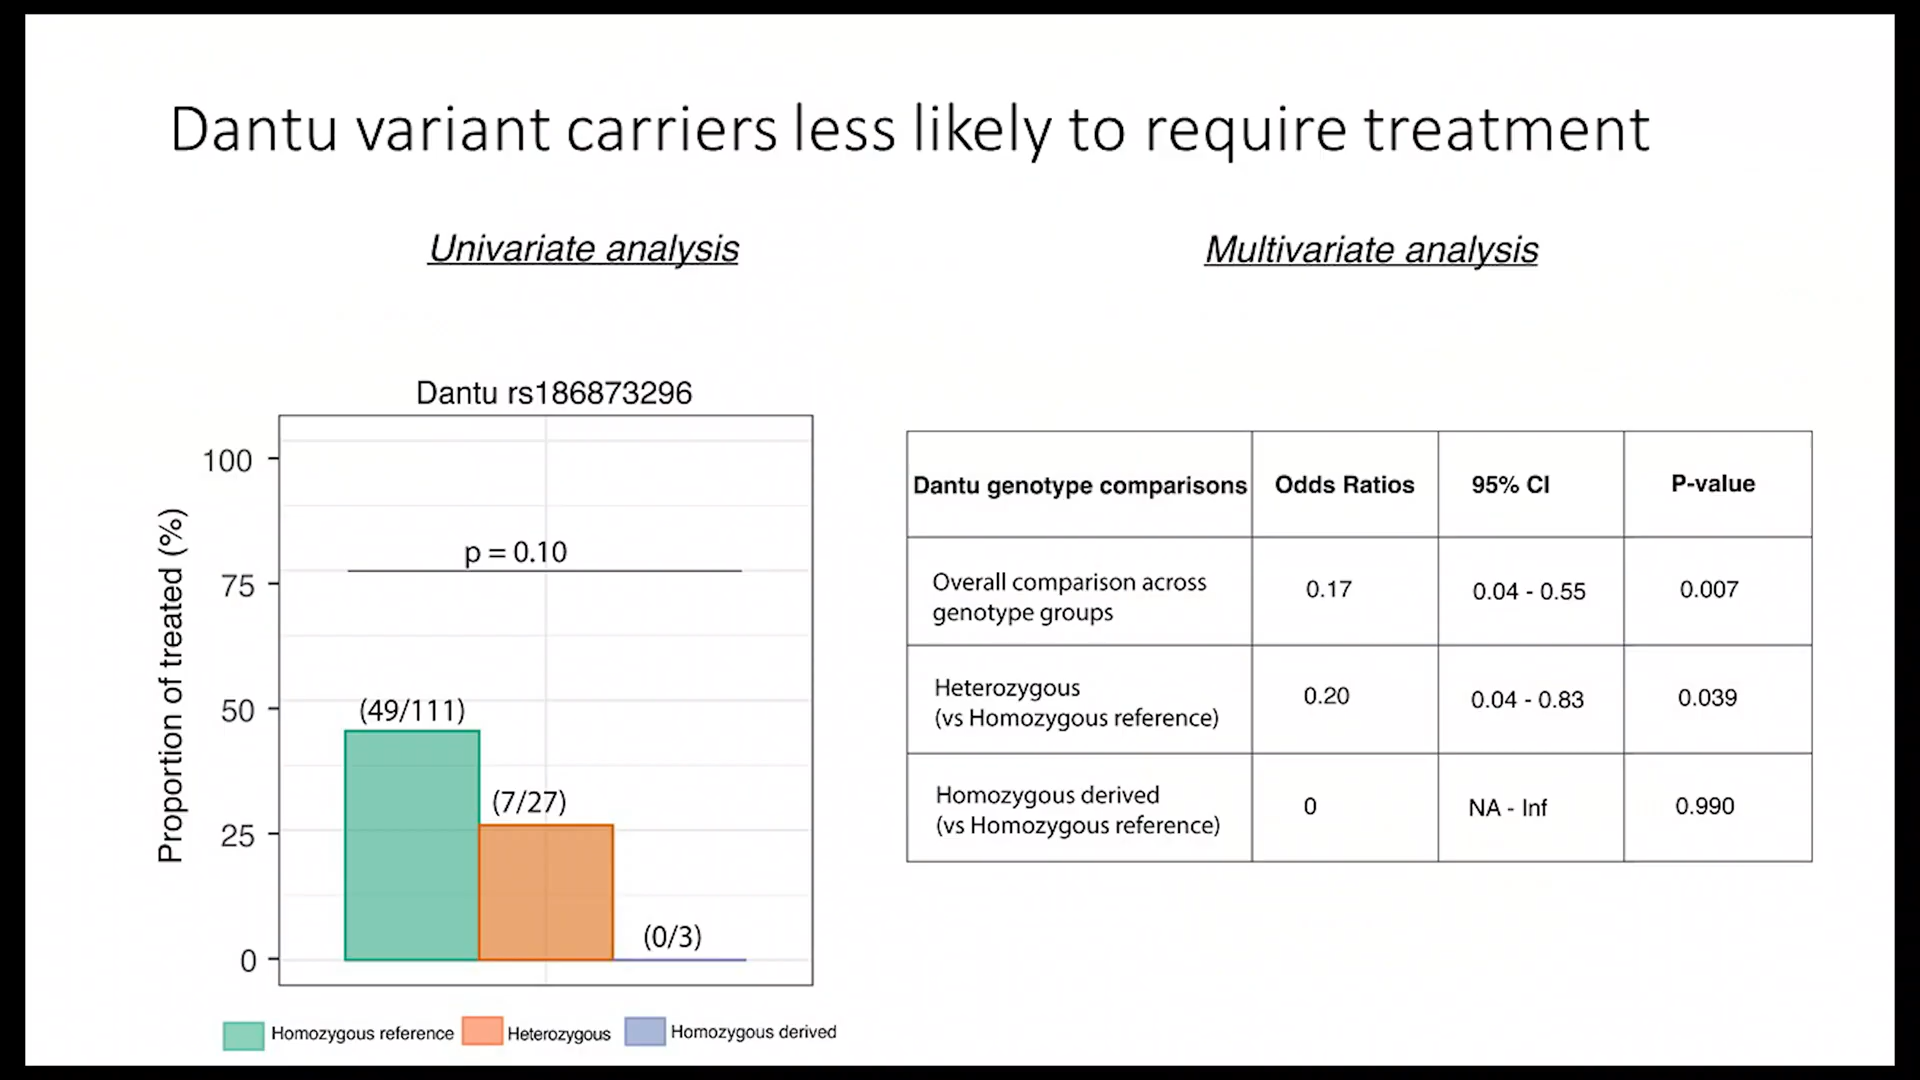 Dantu variant carriers less likely to require treatment
Univariate analysis
Dantu rs186873296
Proportion of treated (%)
100
75
50
25
0
p = 0.10
(49/111)
(7/27)
(0/3)
Homozygous reference
Heterozygous
Homozygous derived
Multivariate analysis
Dantu genotype comparisons
Odds Ratios
95% CI
P-value
Overall comparison across
genotype groups
0.17
0.04 - 0.55
0.007
Heterozygous
(vs Homozygous reference)
0.20
0.04 - 0.83
0.039
Homozygous derived
(vs Homozygous reference)
0
NA - Inf
0.990